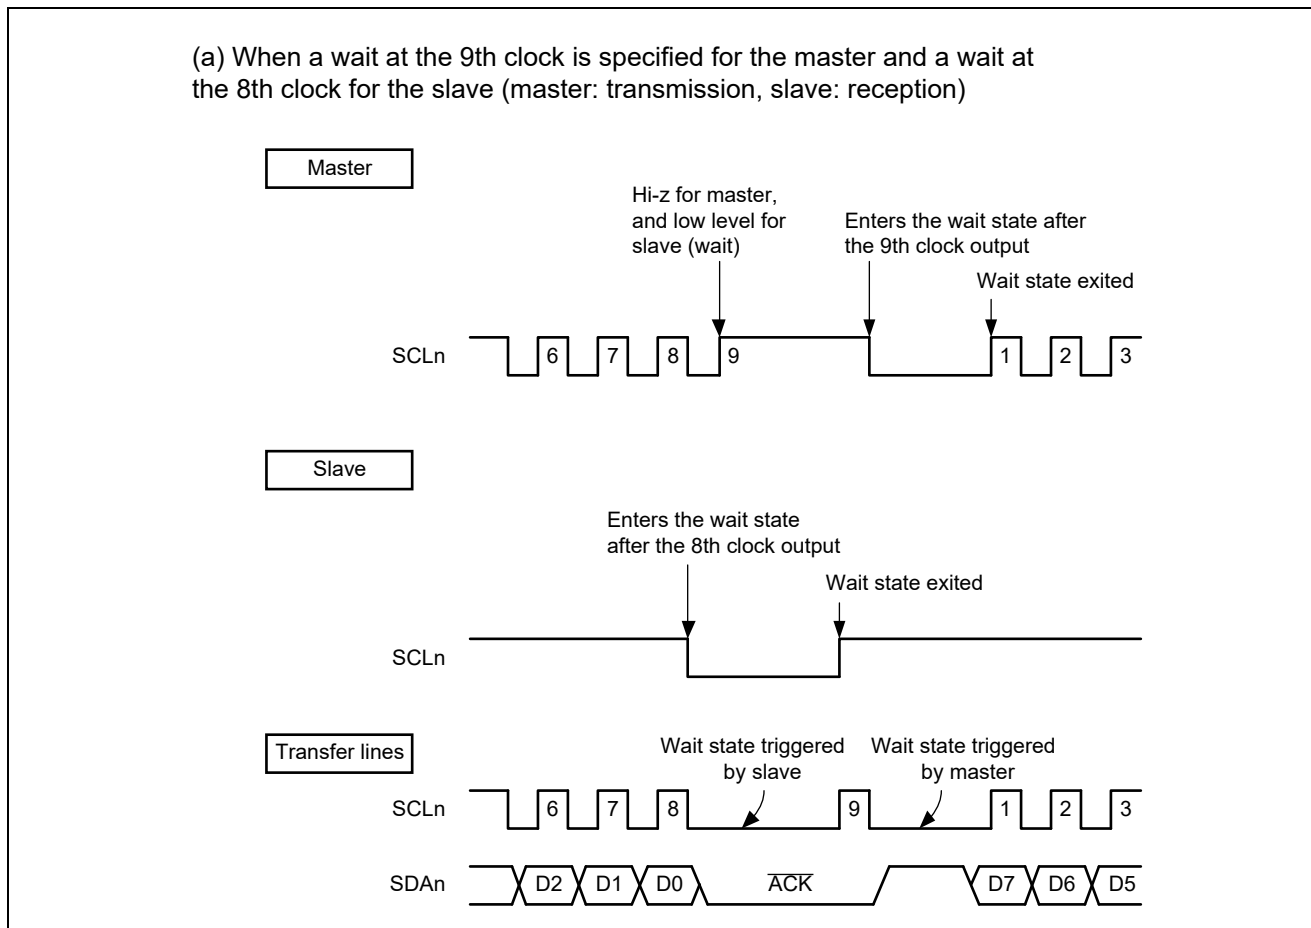 (a) When a wait at the 9th clock is specified for the master and a wait at
the 8th clock for the slave (master: transmission, slave: reception)
Master
Hi-z for master,
and low level for
slave (wait)
Enters the wait state after
the 9th clock output
Wait state exited
SCLn 6 7 8 9 1 2 3
Slave
Enters the wait state
after the 8th clock output
Wait state exited
SCLn
Transfer lines
Wait state triggered
by slave
Wait state triggered
by master
SCLn 6 7 8 9 1 2 3
SDAn D2 D1 D0 A̅C̅K̅ D7 D6 D5